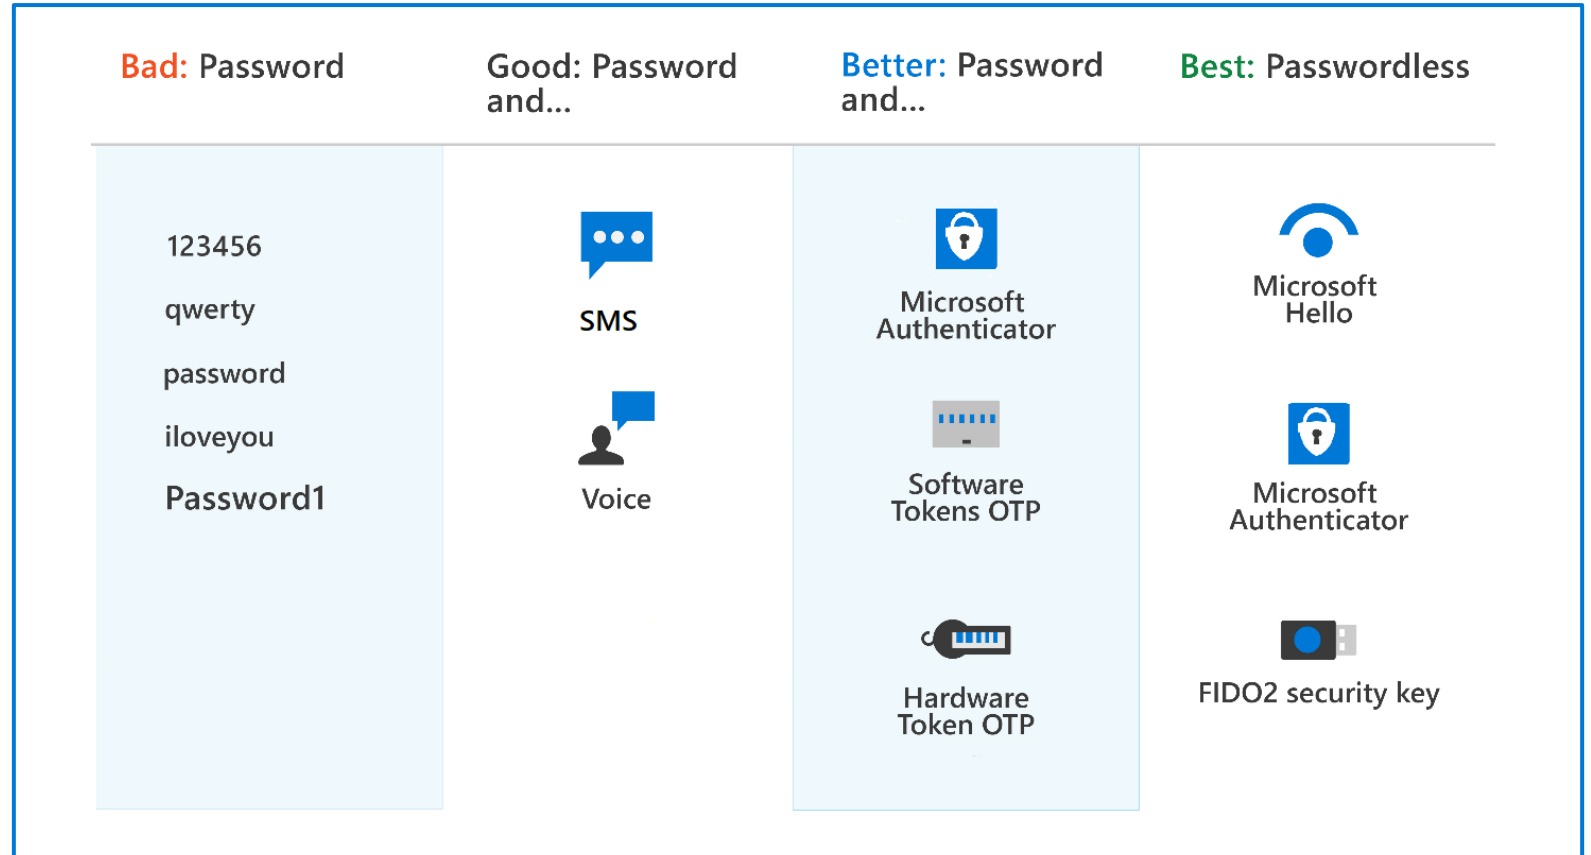 Bad: Password
Good: Password
and...
Better: Password
and...
Best: Passwordless
123456
qwerty
password
iloveyou
Password1
SMS
Voice
Microsoft
Authenticator
Software
Tokens OTP
Hardware
Token OTP
Microsoft
Hello
Microsoft
Authenticator
FIDO2 security key